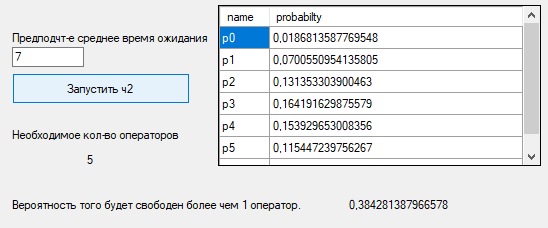 Предподчт-е среднее время ожидания
7
Запустить ч2
Необходимое кол-во операторов
5
name probabilty
p0 0,0186813587769548
p1 0,0700550954135805
p2 0,131353303900463
p3 0,164191629875579
p4 0,153929653008356
p5 0,115447239756267
Вероятность того будет свободен более чем 1 оператор. 0,384281387966578